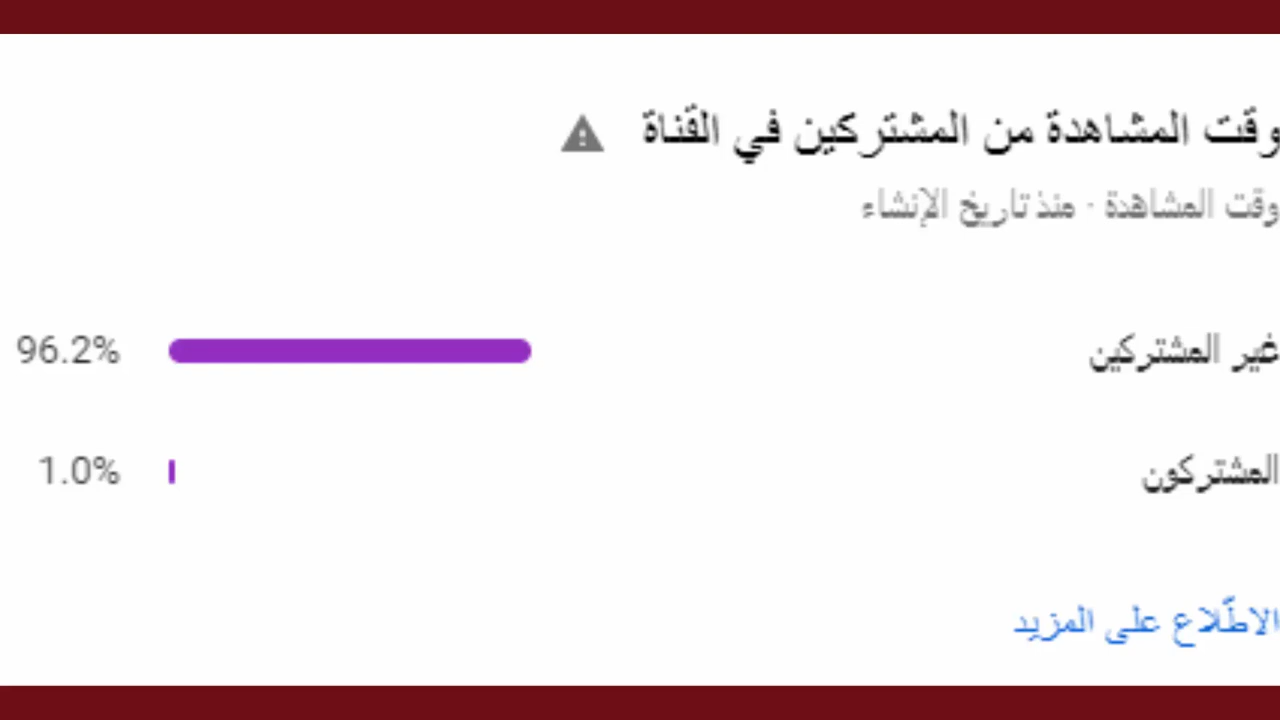 وقت المشاهدة من المشتركين في القناة
وقت المشاهدة · منذ تاريخ الإنشاء
غير المشتركين 96.2%
المشتركون 1.0%
الاطّلاع على المزيد